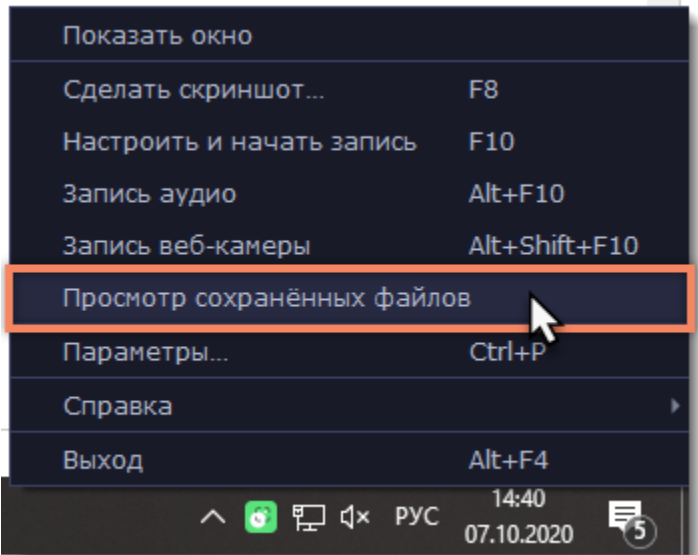 Показать окно
Сделать скриншот... F8
Настроить и начать запись F10
Запись аудио Alt+F10
Запись веб-камеры Alt+Shift+F10
Просмотр сохранённых файлов
Параметры... Ctrl+P
Справка
Выход Alt+F4
14:40
РУС
07.10.2020
5